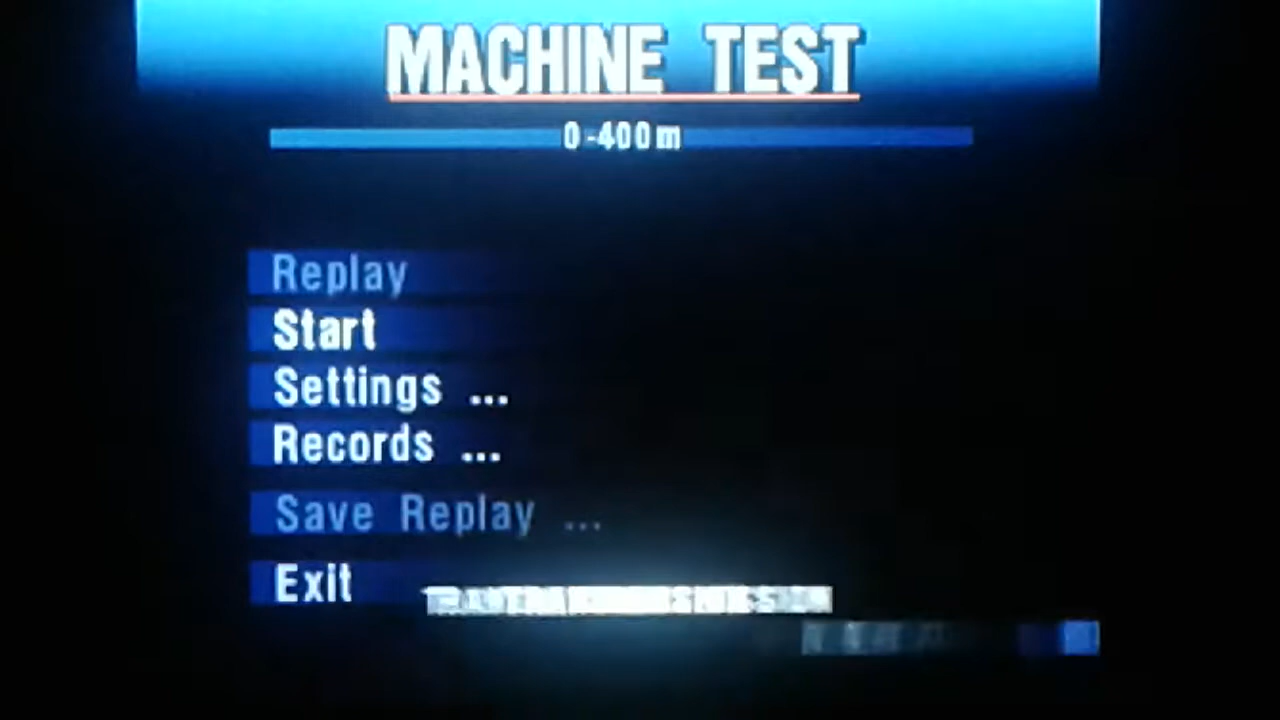 MACHINE TEST
0-400m
Replay
Start
Settings ...
Records ...
Save Replay ...
Exit